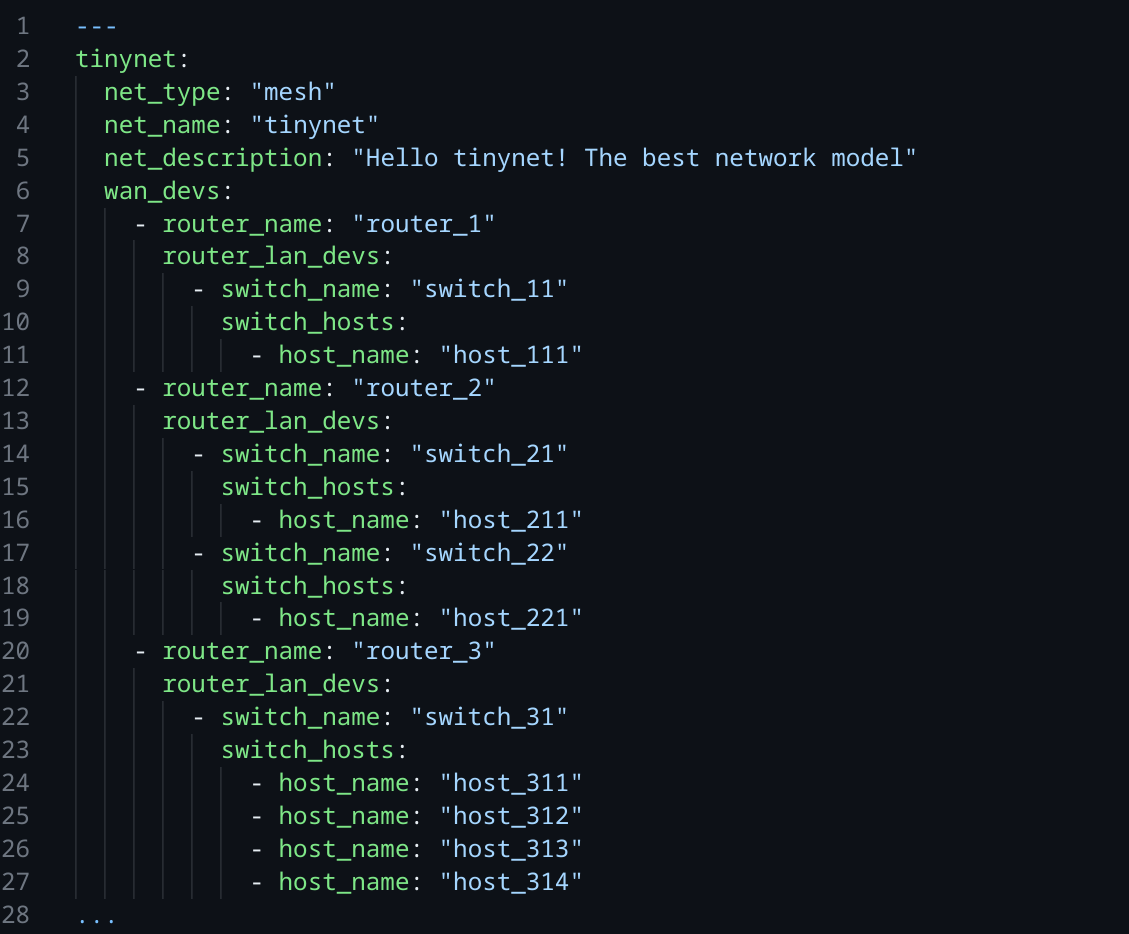 1 ---
2 tinynet:
3   net_type: "mesh"
4   net_name: "tinynet"
5   net_description: "Hello tinynet! The best network model"
6   wan_devs:
7     - router_name: "router_1"
8       router_lan_devs:
9         - switch_name: "switch_11"
10           switch_hosts:
11             - host_name: "host_111"
12     - router_name: "router_2"
13       router_lan_devs:
14         - switch_name: "switch_21"
15           switch_hosts:
16             - host_name: "host_211"
17         - switch_name: "switch_22"
18           switch_hosts:
19             - host_name: "host_221"
20     - router_name: "router_3"
21       router_lan_devs:
22         - switch_name: "switch_31"
23           switch_hosts:
24             - host_name: "host_311"
25             - host_name: "host_312"
26             - host_name: "host_313"
27             - host_name: "host_314"
28 ...